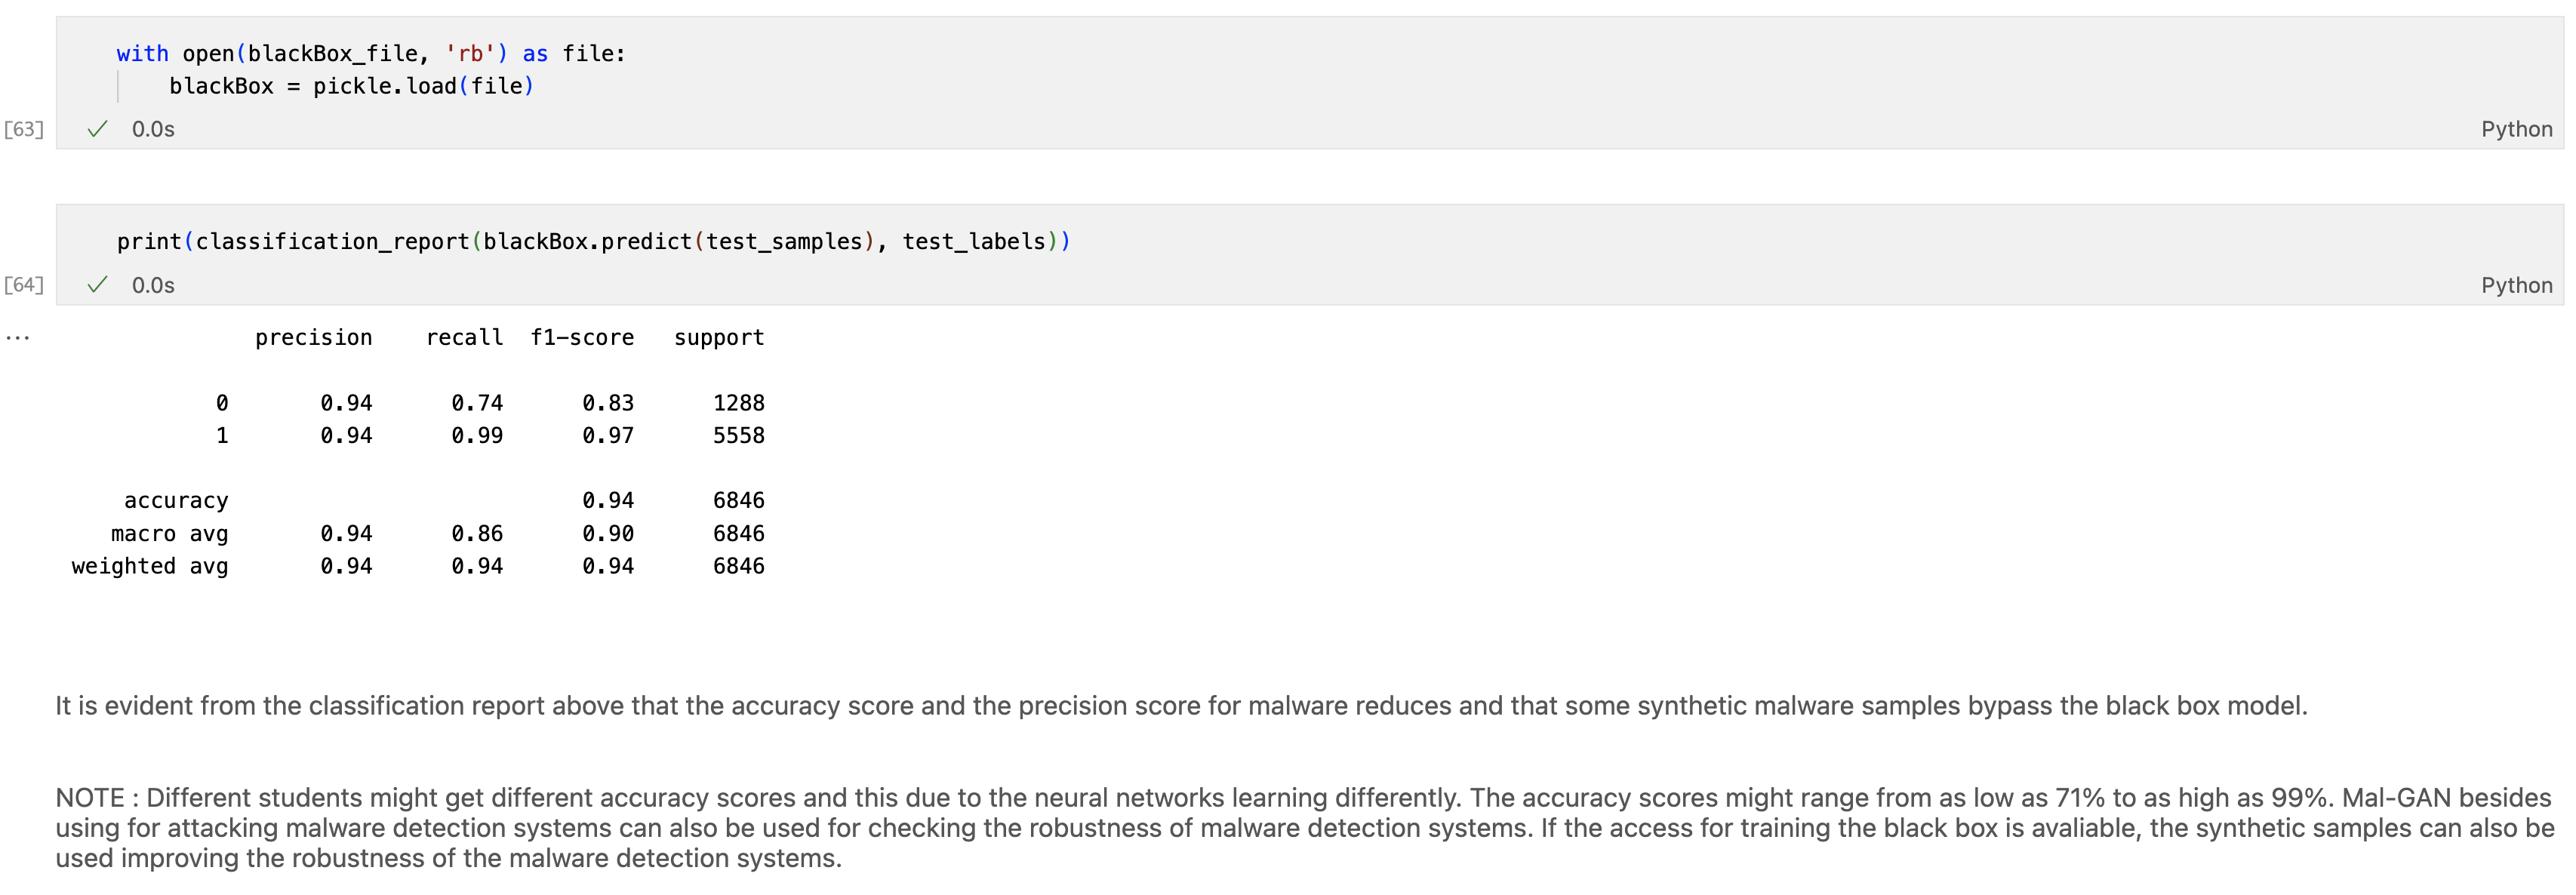 with open(blackBox_file, 'rb') as file:
    blackBox = pickle.load(file)
[63] ✓ 0.0s Python
print(classification_report(blackBox.predict(test_samples), test_labels))
[64] ✓ 0.0s Python
... precision recall f1-score support
0 0.94 0.74 0.83 1288
1 0.94 0.99 0.97 5558
accuracy 0.94 6846
macro avg 0.94 0.86 0.90 6846
weighted avg 0.94 0.94 0.94 6846
It is evident from the classification report above that the accuracy score and the precision score for malware reduces and that some synthetic malware samples bypass the black box model.
NOTE : Different students might get different accuracy scores and this due to the neural networks learning differently. The accuracy scores might range from as low as 71% to as high as 99%. Mal-GAN besides
using for attacking malware detection systems can also be used for checking the robustness of malware detection systems. If the access for training the black box is avaliable, the synthetic samples can also be
used improving the robustness of the malware detection systems.